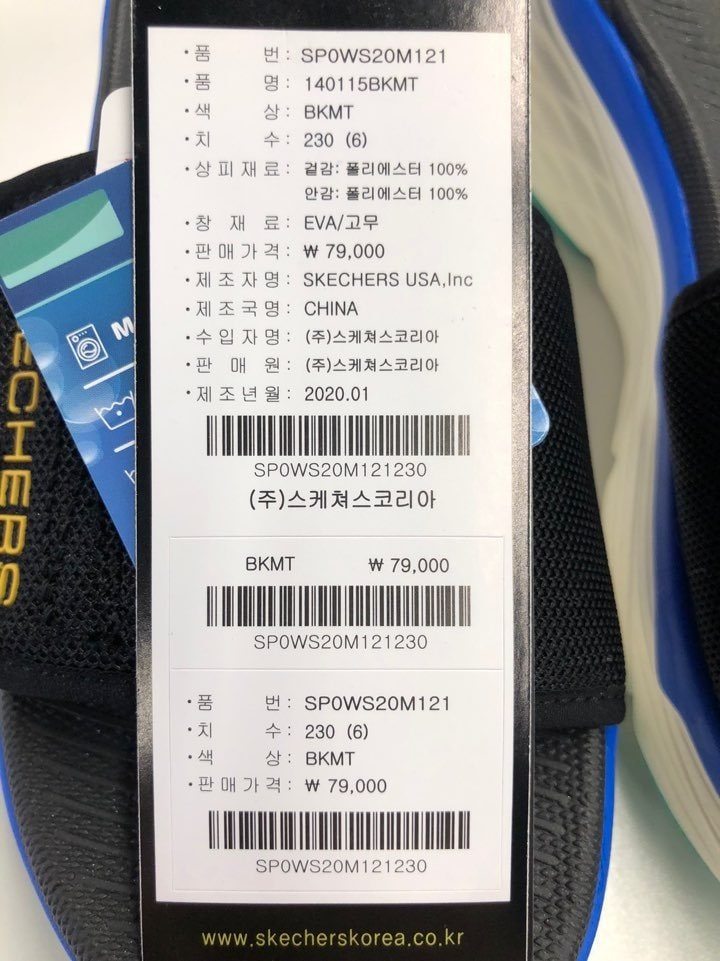 ·품 번: SP0WS20M121
·품 명: 140115BKMT
·색 상: BKMT
·치 수: 230 (6)
·상피재료: 겉감: 폴리에스터 100%
안감: 폴리에스터 100%
·창 재 료: EVA/고무
·판매가격: ₩ 79,000
·제조자명: SKECHERS USA,Inc
·제조국명: CHINA
·수입자명: (주)스케쳐스코리아
·판 매 원: (주)스케쳐스코리아
·제조년월: 2020.01
SP0WS20M121230
(주)스케쳐스코리아
BKMT ₩ 79,000
SP0WS20M121230
·품 번: SP0WS20M121
·치 수: 230 (6)
·색 상: BKMT
·판매가격: ₩ 79,000
SP0WS20M121230
www.skecherskorea.co.kr
ECHERS
M